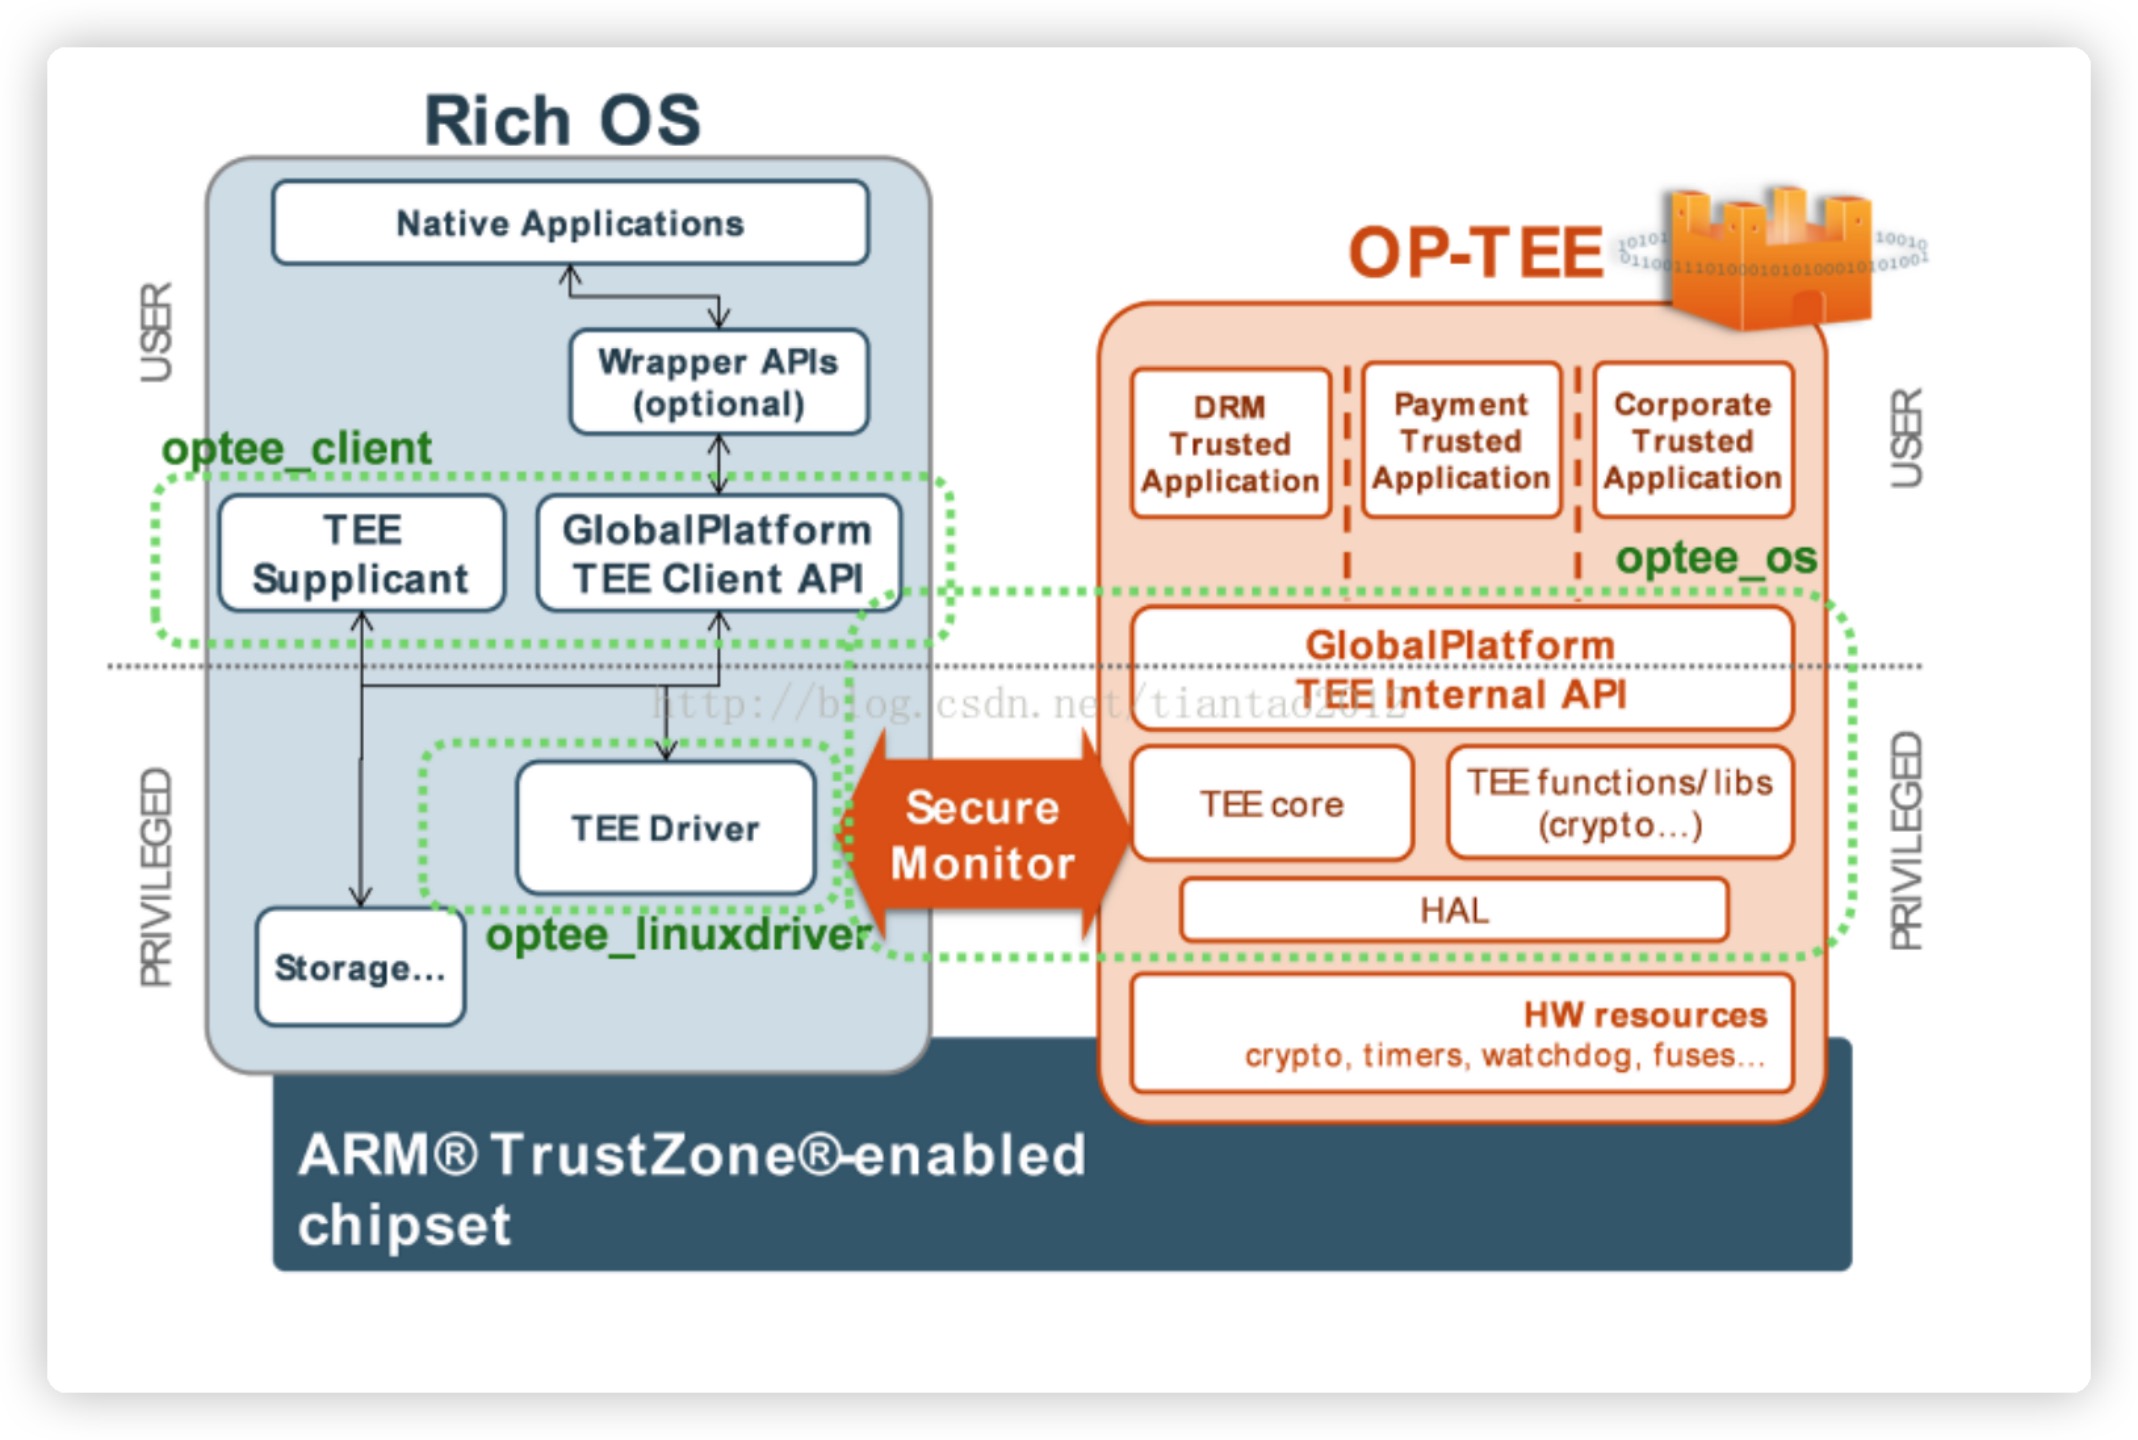 Rich OS
Native Applications
Wrapper APIs
(optional)
optee_client
TEE
Supplicant
GlobalPlatform
TEE Client API
USER
PRIVILEGED
TEE Driver
optee_linuxdriver
Storage...
Secure
Monitor
OP-TEE
10101
10010
01100111010001010100010101001
DRM
Trusted
Application
Payment
Trusted
Application
Corporate
Trusted
Application
optee_os
USER
GlobalPlatform
TEE Internal API
http://blog.csdn.net/tiantao2012
TEE core
TEE functions/libs
(crypto...)
HAL
PRIVILEGED
HW resources
crypto, timers, watchdog, fuses...
ARM® TrustZone®-enabled
chipset